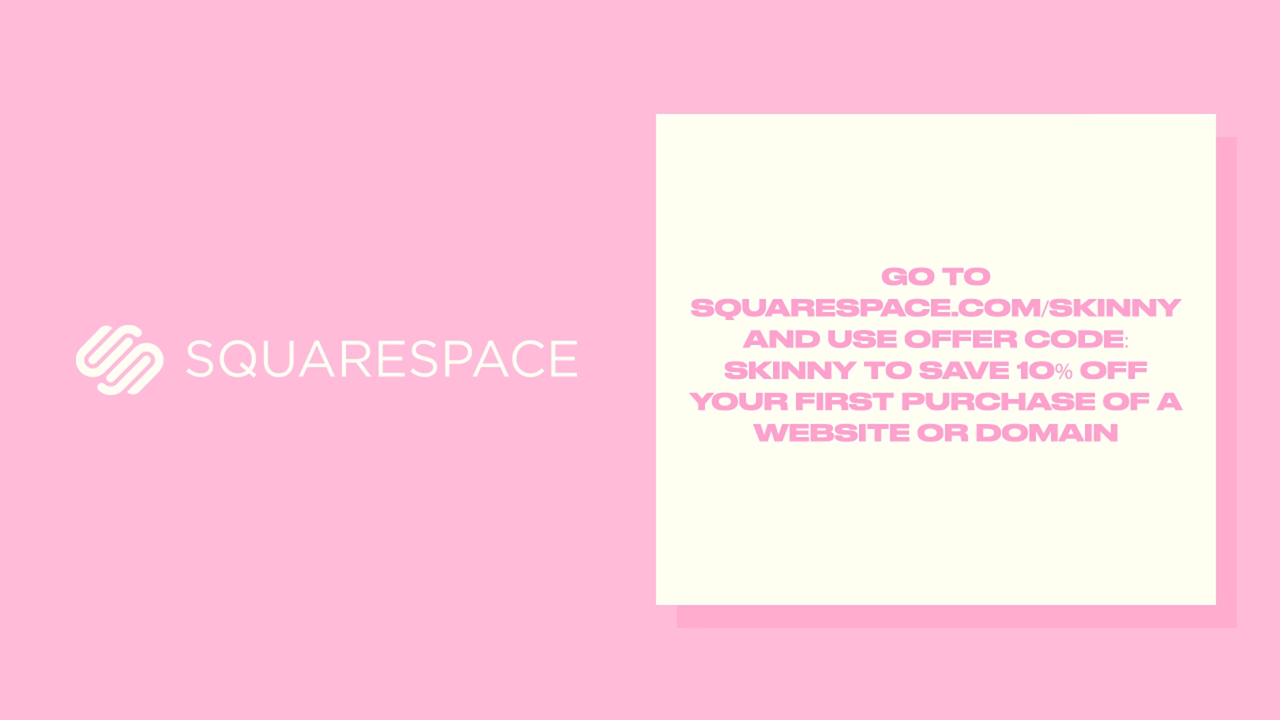 SQUARESPACE
GO TO
SQUARESPACE.COM/SKINNY
AND USE OFFER CODE:
SKINNY TO SAVE 10% OFF
YOUR FIRST PURCHASE OF A
WEBSITE OR DOMAIN